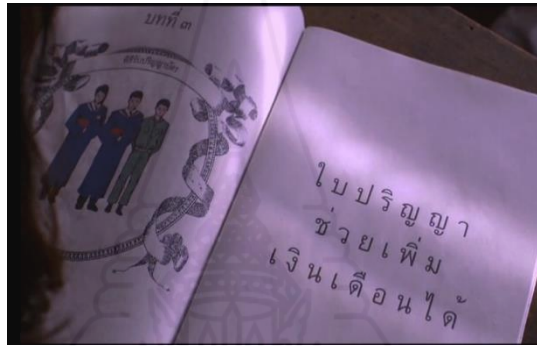 บทที่ ๓
ใบปริญญา
ช่วยเพิ่ม
เงินเดือนได้